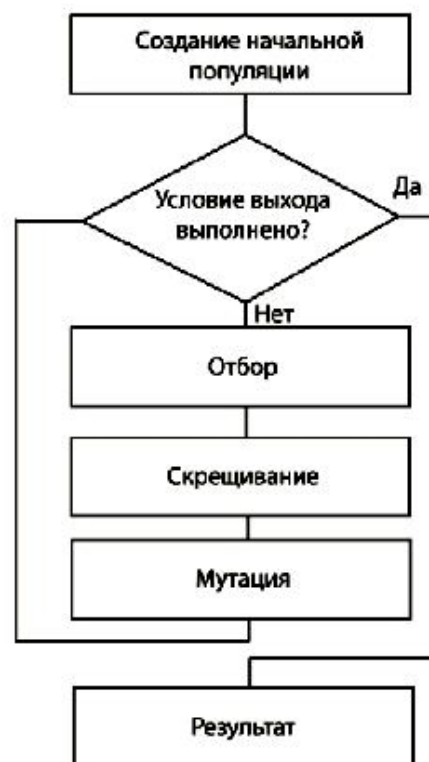 Создание начальной
популяции
Условие выхода
выполнено?
Да
Нет
Отбор
Скрещивание
Мутация
Результат